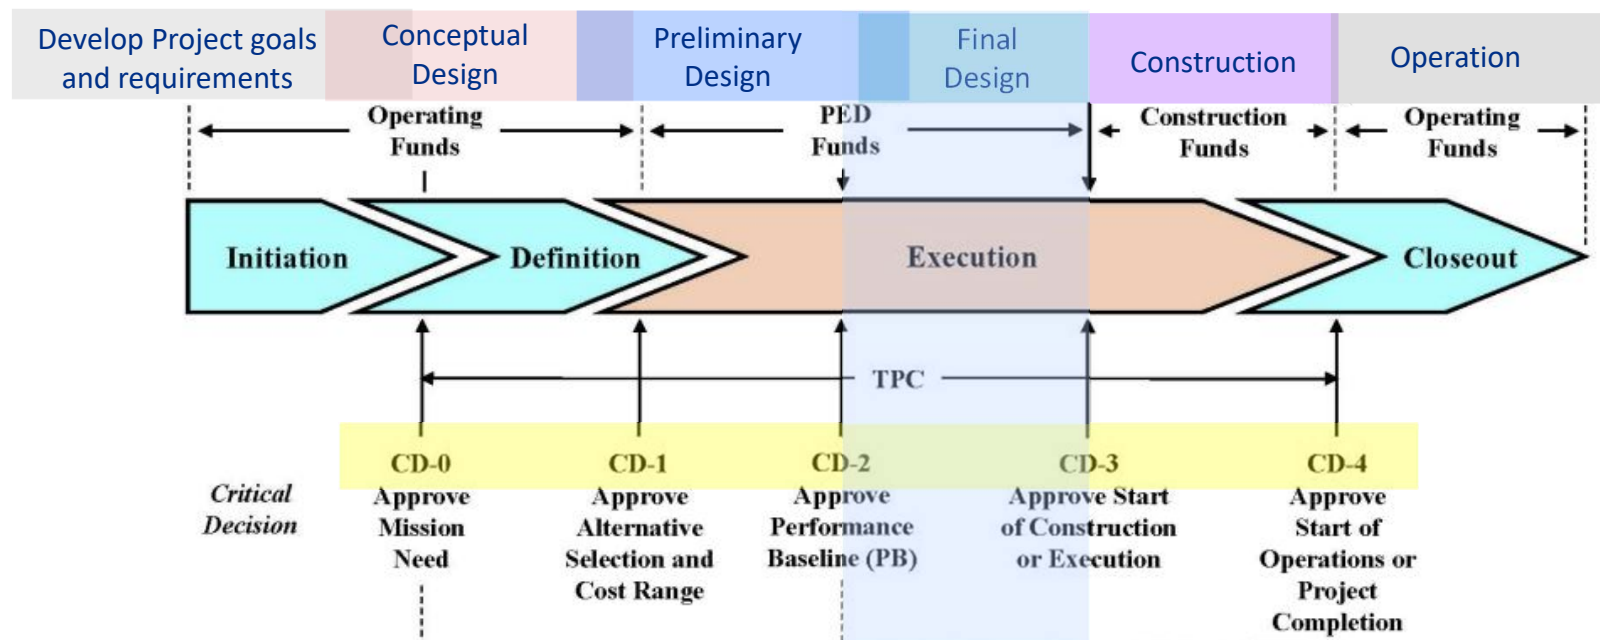 Develop Project goals
and requirements
Conceptual
Design
Preliminary
Design
Final
Design
Construction
Operation
Operating
Funds
PED
Funds
Construction
Funds
Operating
Funds
Initiation
Definition
Execution
Closeout
TPC
Critical
Decision
CD-0
Approve
Mission
Need
CD-1
Approve
Alternative
Selection and
Cost Range
CD-2
Approve
Performance
Baseline (PB)
CD-3
Approve Start
of Construction
or Execution
CD-4
Approve
Start of
Operations or
Project
Completion